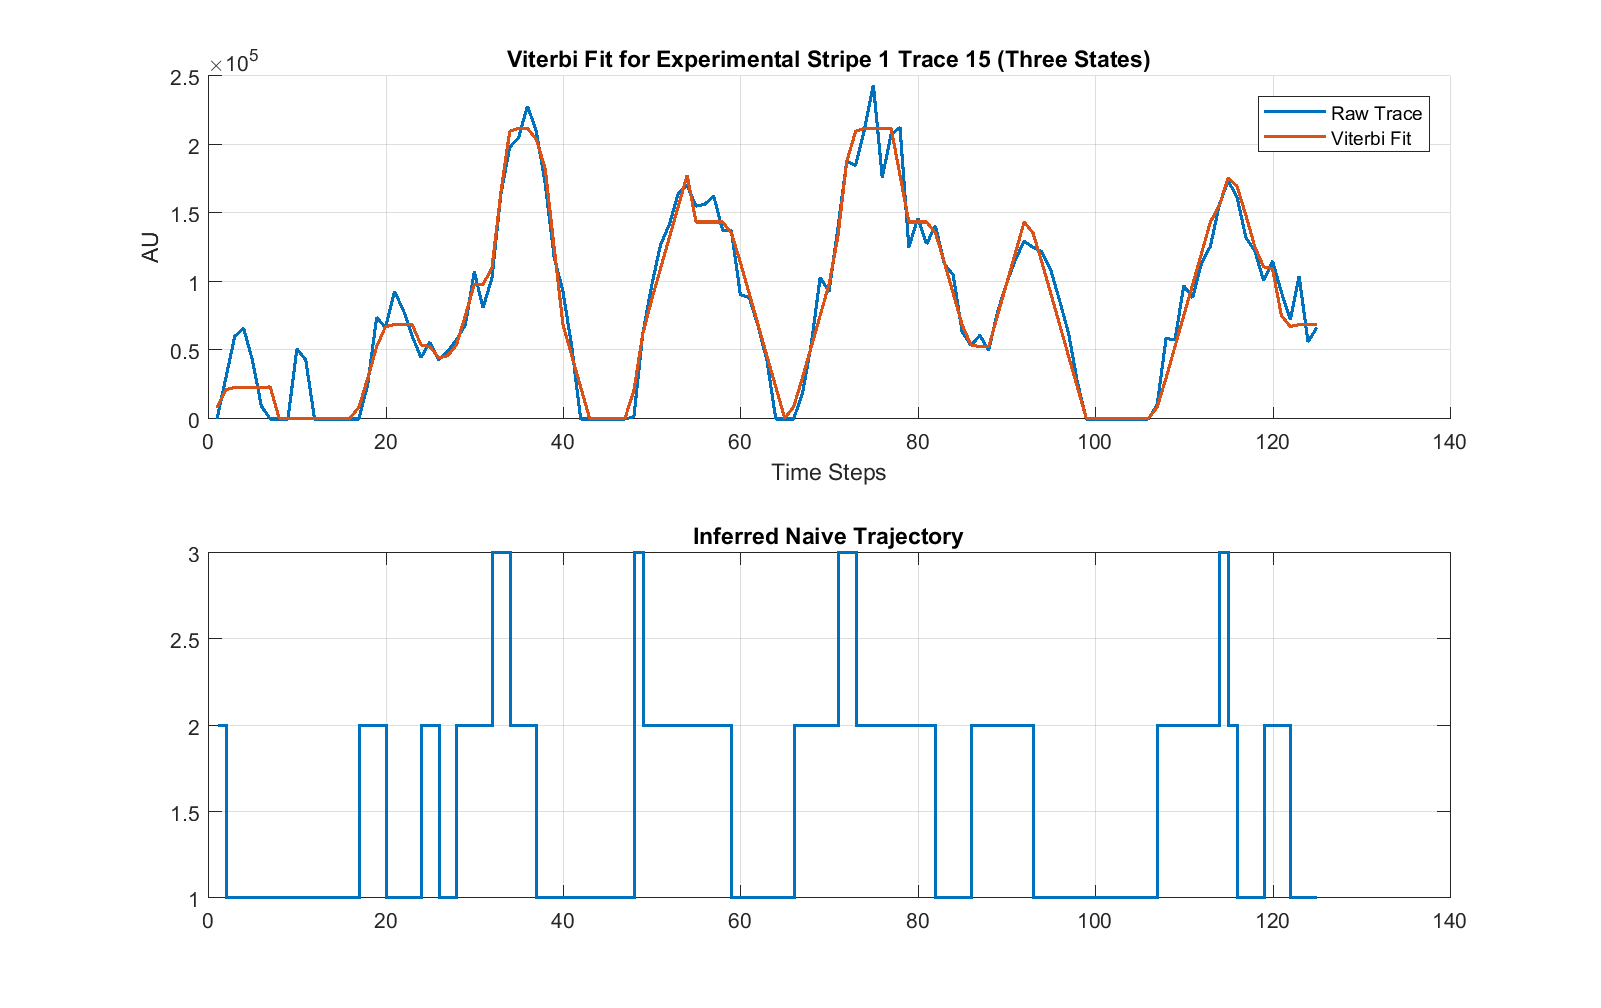 Viterbi Fit for Experimental Stripe 1 Trace 15 (Three States)
×10^5
2.5
2
1.5
1
0.5
0
AU
Raw Trace
Viterbi Fit
0 20 40 60 80 100 120 140
Time Steps
Inferred Naive Trajectory
3
2.5
2
1.5
1
0 20 40 60 80 100 120 140